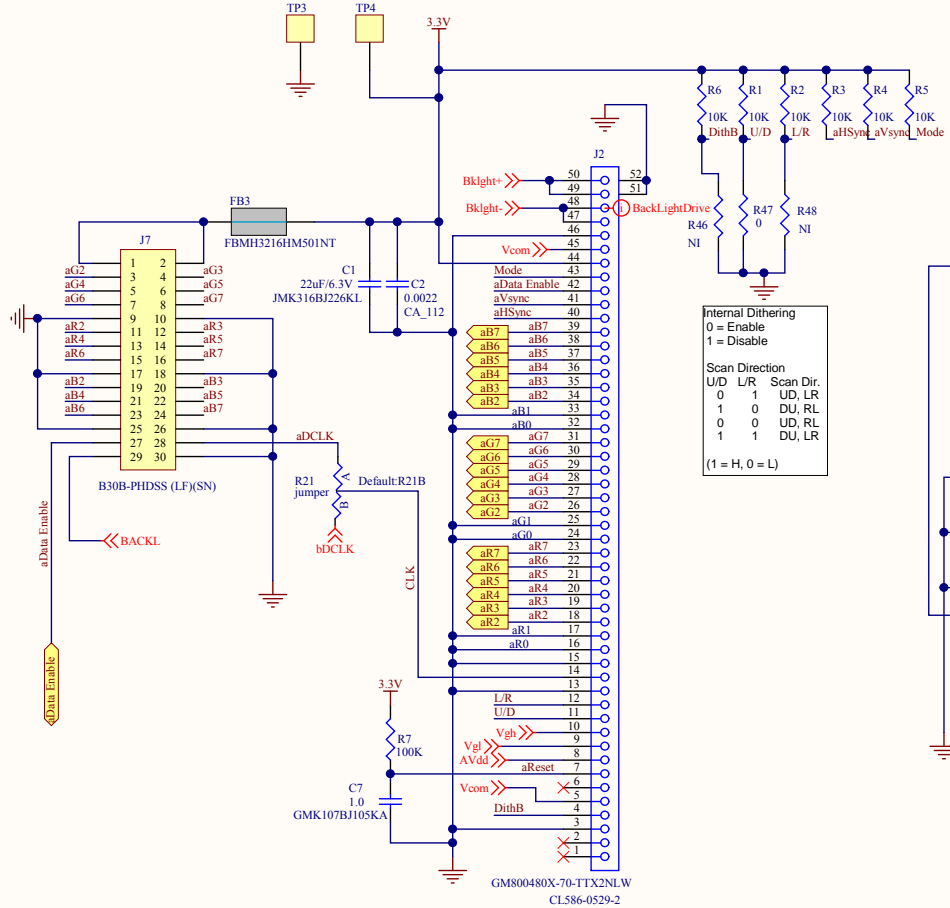 TP3
TP4
3.3V
R6
10K
DithB
R1
10K
U/D
R2
10K
L/R
R3
10K
aHSync
R4
10K
aVsync
R5
10K
Mode
R46
NI
R47
0
R48
NI
J2
Bklght+
Bklght-
BackLightDrive
1
Vcom
52
51
50
49
48
47
46
45
44
Mode 43
aData Enable 42
aVsync 41
aHSync 40
aB7 aB7 39
aB6 aB6 38
aB5 aB5 37
aB4 aB4 36
aB3 aB3 35
aB2 aB2 34
aB1 33
aB0 32
aG7 aG7 31
aG6 aG6 30
aG5 aG5 29
aG4 aG4 28
aG3 aG3 27
aG2 aG2 26
aG1 25
aG0 24
aR7 aR7 23
aR6 aR6 22
aR5 aR5 21
aR4 aR4 20
aR3 aR3 19
aR2 aR2 18
aR1 17
aR0 16
15
14
13
L/R 12
U/D 11
Vgh 10
Vgl 9
AVdd 8
aReset 7
6
Vcom 5
DithB 4
3
2
1
GM800480X-70-TTX2NLW
CL586-0529-2
FB3
FBMH3216HM501NT
C1
22uF/6.3V
JMK316BJ226KL
C2
0.0022
CA_112
J7
1 2
aG2 3 4 aG3
aG4 5 6 aG5
aG6 7 8 aG7
9 10
aR2 11 12 aR3
aR4 13 14 aR5
aR6 15 16 aR7
17 18
aB2 19 20 aB3
aB4 21 22 aB5
aB6 23 24 aB7
25 26
27 28
29 30
B30B-PHDSS (LF)(SN)
aDCLK
R21
jumper
A
B
Default:R21B
bDCLK
CLK
BACKL
aData Enable
aData Enable
3.3V
R7
100K
C7
1.0
GMK107BJ105KA
Internal Dithering
0 = Enable
1 = Disable
Scan Direction
U/D L/R Scan Dir.
0 1 UD, LR
1 0 DU, RL
0 0 UD, RL
1 1 DU, LR
(1 = H, 0 = L)